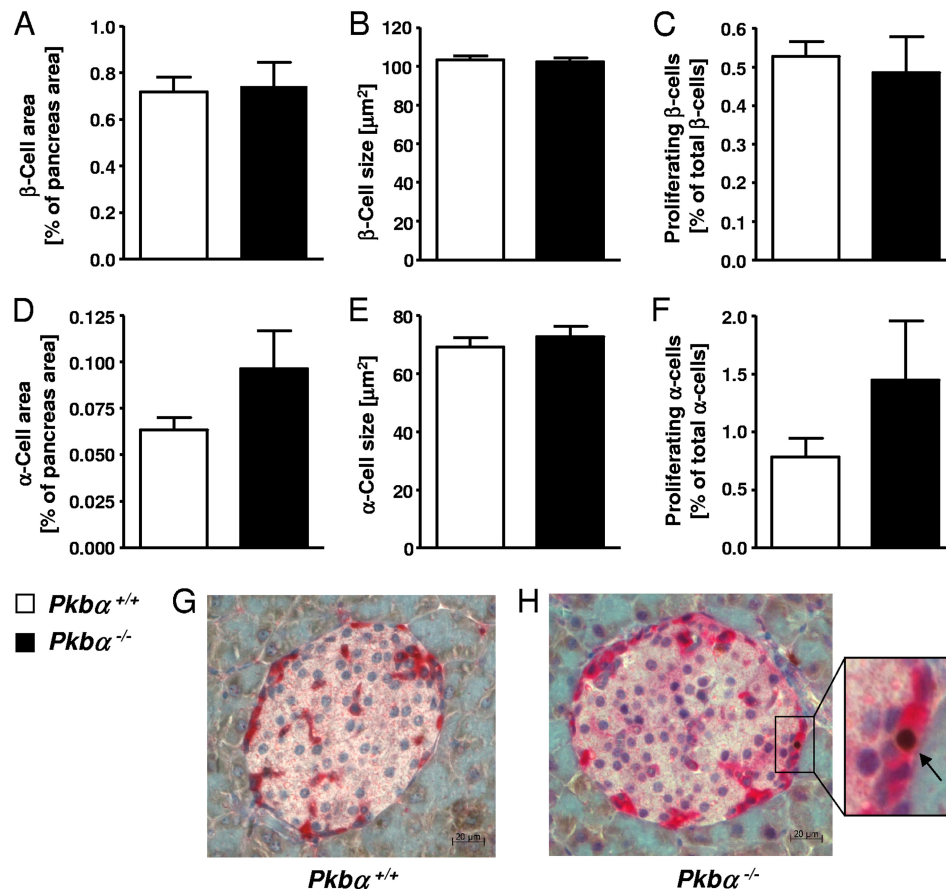 A
β-Cell area
[% of pancreas area]
1.0
0.8
0.6
0.4
0.2
0.0
B
β-Cell size [µm²]
120
100
80
60
40
20
0
C
Proliferating β-cells
[% of total β-cells]
0.6
0.5
0.4
0.3
0.2
0.1
0.0
D
α-Cell area
[% of pancreas area]
0.125
0.100
0.075
0.050
0.025
0.000
E
α-Cell size [µm²]
80
60
40
20
0
F
Proliferating α-cells
[% of total α-cells]
2.0
1.5
1.0
0.5
0.0
Pkbα +/+
Pkbα -/-
G
20 µm
Pkbα +/+
H
20 µm
Pkbα -/-